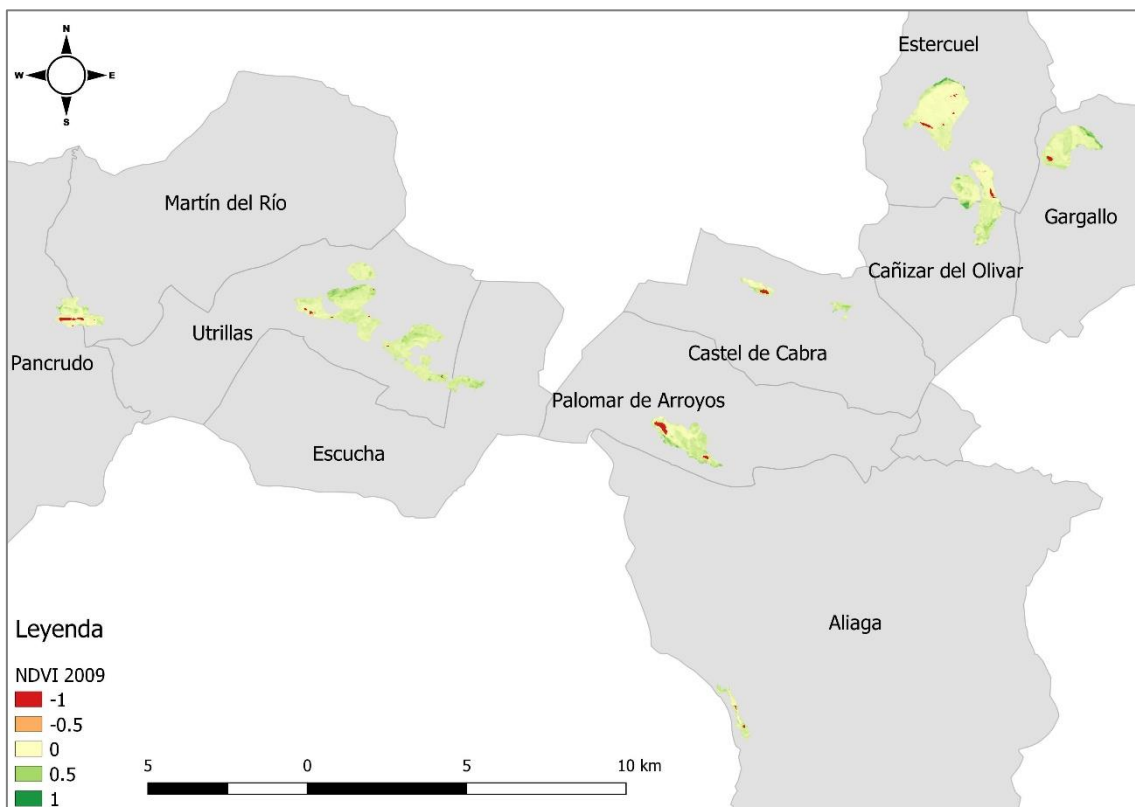 N
W E
S
Estercuel
Martín del Río
Gargallo
Cañizar del Olivar
Utrillas
Pancrudo
Castel de Cabra
Palomar de Arroyos
Escucha
Aliaga
Leyenda
NDVI 2009
-1
-0.5
0
0.5
1
5 0 5 10 km